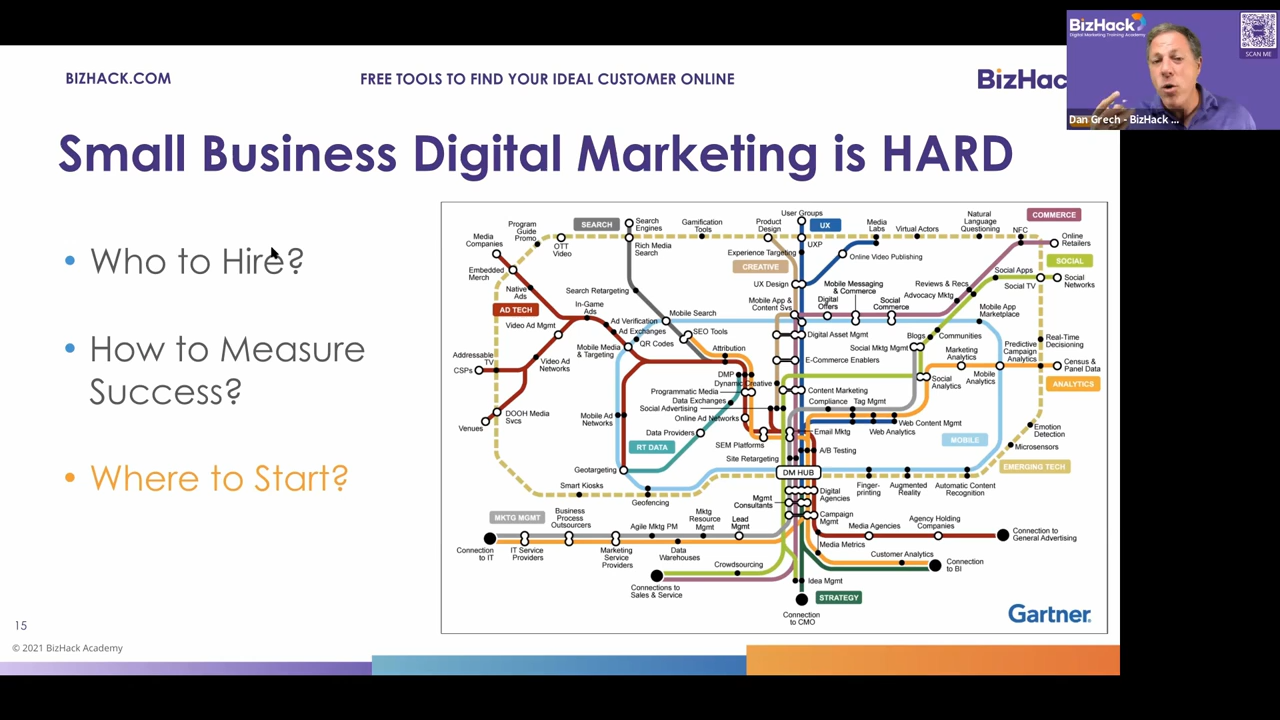 BIZHACK.COM
FREE TOOLS TO FIND YOUR IDEAL CUSTOMER ONLINE
BizHac
BizHack
Digital Marketing Training Academy
SCAN ME
Dan Grech - BizHack ...
Small Business Digital Marketing is HARD
• Who to Hire?
• How to Measure
Success?
• Where to Start?
Media
Companies
Program
Guide
Promo
OTT
Video
SEARCH
Search
Engines
Rich Media
Search
Gamification
Tools
Product
Design
User Groups
UX
UXP
Media
Labs
Virtual Actors
Natural
Language
Questioning
NFC
COMMERCE
Online
Retailers
Embedded
Merch
Native
Ads
AD TECH
In-Game
Ads
Search Retargeting
Experience Targeting
CREATIVE
UX Design
Online Video Publishing
Mobile Messaging
& Commerce
Reviews & Recs
Advocacy Mktg
Social Apps
Social TV
SOCIAL
Social
Networks
Video Ad Mgmt
Ad Verification
Ad Exchanges
QR Codes
Mobile Search
SEO Tools
Mobile App &
Content Svs
Digital
Offers
Social
Commerce
Mobile App
Marketplace
Addressable
TV
CSPs
Video Ad
Networks
Mobile Media
& Targeting
Attribution
Digital Asset Mgmt
Social Mktg Mgmt
Blogs
Communities
Real-Time
Decisioning
E-Commerce Enablers
Marketing
Analytics
Predictive
Campaign
Analytics
Census &
Panel Data
DMP
Dynamic Creative
Programmatic Media
Data Exchanges
Social Advertising
Online Ad Networks
Content Marketing
Social
Analytics
Mobile
Analytics
ANALYTICS
Compliance
Tag Mgmt
DOOH Media
Svcs
Venues
Mobile Ad
Networks
Data Providers
Email Mktg
Web Analytics
Web Content Mgmt
Emotion
Detection
RT DATA
SEM Platforms
A/B Testing
MOBILE
Microsensors
Site Retargeting
Geotargeting
DM HUB
EMERGING TECH
Smart Kiosks
Geofencing
Mgmt
Consultants
Digital
Agencies
Finger-
printing
Augmented
Reality
Automatic Content
Recognition
MKTG MGMT
Business
Process
Outsourcers
Agile Mktg PM
Mktg
Resource
Mgmt
Lead
Mgmt
Campaign
Mgmt
Media Agencies
Agency Holding
Companies
Connection to
General Advertising
Connection
to IT
IT Service
Providers
Marketing
Service
Providers
Data
Warehouses
Media Metrics
Customer Analytics
Connection
to BI
Crowdsourcing
Connections to
Sales & Service
Idea Mgmt
STRATEGY
Connection
to CMO
Gartner.
15
© 2021 BizHack Academy